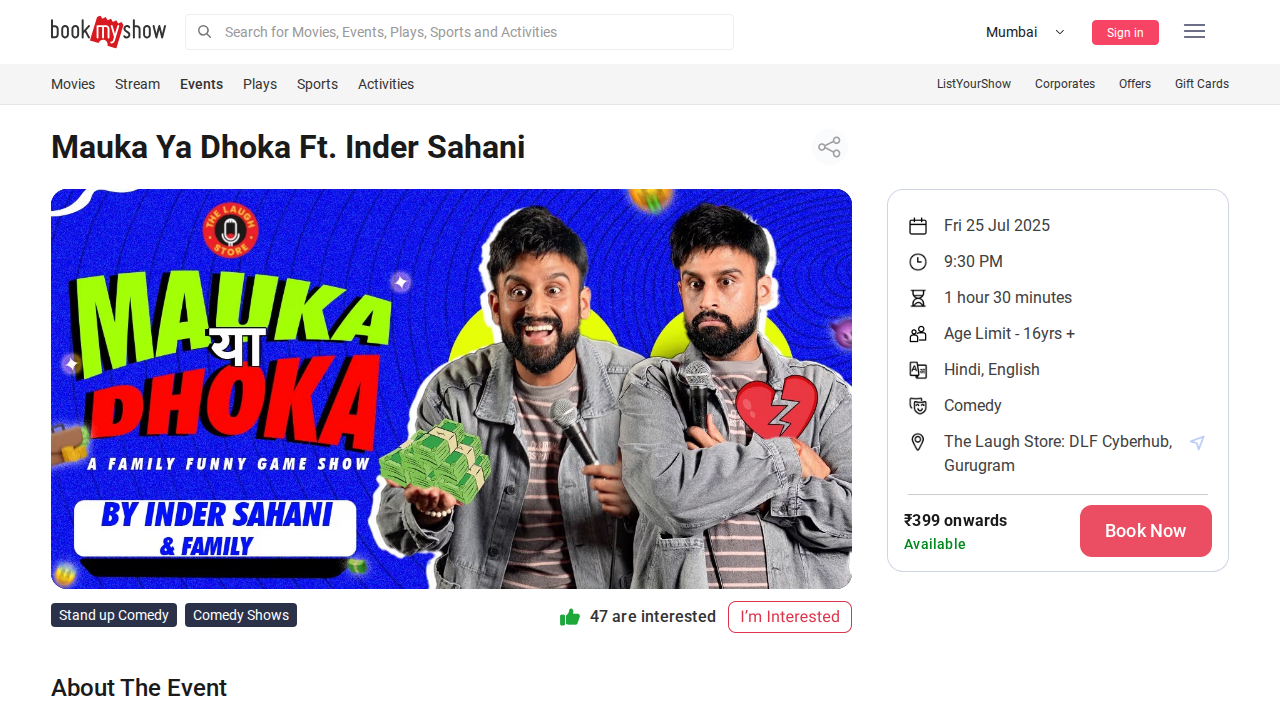 bookmyshow
Search for Movies, Events, Plays, Sports and Activities
Mumbai
Sign in
Movies Stream Events Plays Sports Activities
ListYourShow Corporates Offers Gift Cards
Mauka Ya Dhoka Ft. Inder Sahani
THE LAUGH STORE
MAUKA
या
DHOKA
A FAMILY FUNNY GAME SHOW
BY INDER SAHANI
& FAMILY
Fri 25 Jul 2025
9:30 PM
1 hour 30 minutes
Age Limit - 16yrs +
Hindi, English
Comedy
The Laugh Store: DLF Cyberhub,
Gurugram
₹399 onwards
Available
Book Now
Stand up Comedy Comedy Shows
47 are interested
I'm Interested
About The Event